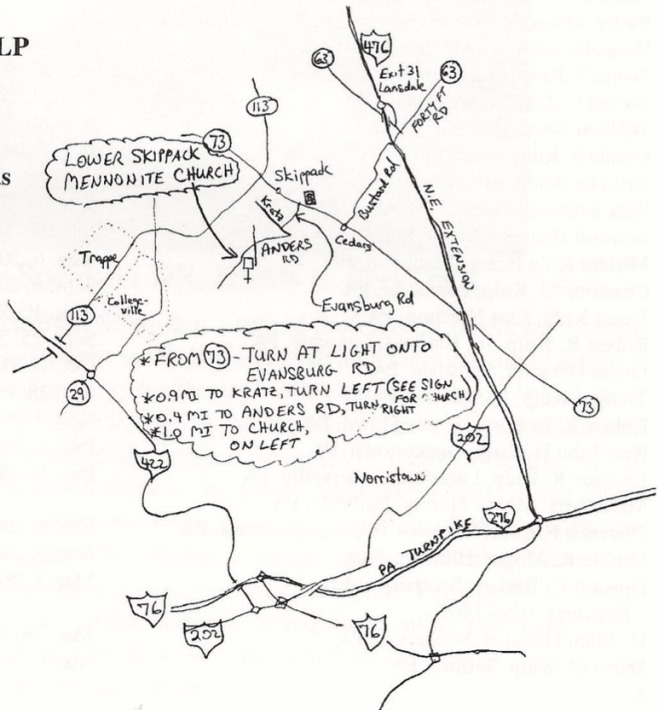 LP
s
476
63
Exit 31
Lansdale
63
FORTY FT
RD
113
73
LOWER SKIPPACK
MENNONITE CHURCH
Skippack
Bustard Rd
Kratz
Cedars
N.E. EXTENSION
ANDERS
RD
Trappe
Evansburg Rd
College-
ville
113
29
* FROM 73 - TURN AT LIGHT ONTO
EVANSBURG RD
* 0.9 MI TO KRATZ, TURN LEFT (SEE SIGN
FOR CHURCH)
* 0.4 MI TO ANDERS RD, TURN RIGHT
* 1.0 MI TO CHURCH,
ON LEFT
73
202
422
Norristown
276
PA TURNPIKE
76
202
76